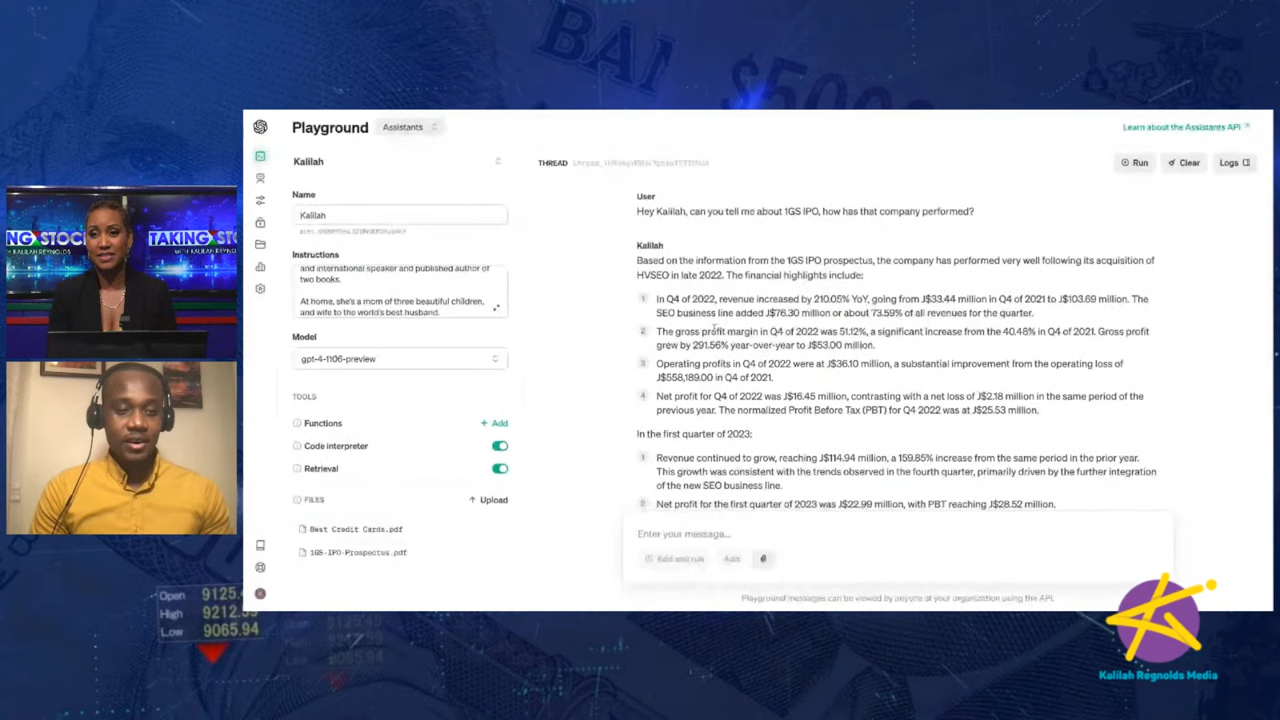 BAI
$5000
Playground
Assistants
Learn about the Assistants API
Kalilah
THREAD
Run
Clear
Logs
Name
Kalilah
Instructions
and international speaker and published author of
two books.
At home, she's a mom of three beautiful children,
and wife to the world's best husband.
Model
gpt-4-1106-preview
TOOLS
Functions
+ Add
Code interpreter
Retrieval
FILES
Upload
Best Credit Cards.pdf
1GS-IPO-Prospectus.pdf
User
Hey Kalilah, can you tell me about 1GS IPO, how has that company performed?
Kalilah
Based on the information from the 1GS IPO prospectus, the company has performed very well following its acquisition of
HVSEO in late 2022. The financial highlights include:
1 In Q4 of 2022, revenue increased by 210.05% YoY, going from J$33.44 million in Q4 of 2021 to J$103.69 million. The
SEO business line added J$76.30 million or about 73.59% of all revenues for the quarter.
2 The gross profit margin in Q4 of 2022 was 51.12%, a significant increase from the 40.48% in Q4 of 2021. Gross profit
grew by 291.56% year-over-year to J$53.00 million.
3 Operating profits in Q4 of 2022 were at J$36.10 million, a substantial improvement from the operating loss of
J$558,189.00 in Q4 of 2021.
4 Net profit for Q4 of 2022 was J$16.45 million, contrasting with a net loss of J$2.18 million in the same period of the
previous year. The normalized Profit Before Tax (PBT) for Q4 2022 was at J$25.53 million.
In the first quarter of 2023:
1 Revenue continued to grow, reaching J$114.94 million, a 159.85% increase from the same period in the prior year.
This growth was consistent with the trends observed in the fourth quarter, primarily driven by the further integration
of the new SEO business line.
Net profit for the first quarter of 2023 was J$22.99 million, with PBT reaching J$28.52 million.
Enter your message...
Add and run
Add
Playground messages can be viewed by anyone at your organization using the API.
NG STOCK
TH KALILAH REYNOLDS
TAKING STO
WITH KALILAH REYNOLDS
Open 9125.
High 9212.
Low 9065.94
9065.94
Kalilah Reynolds Media